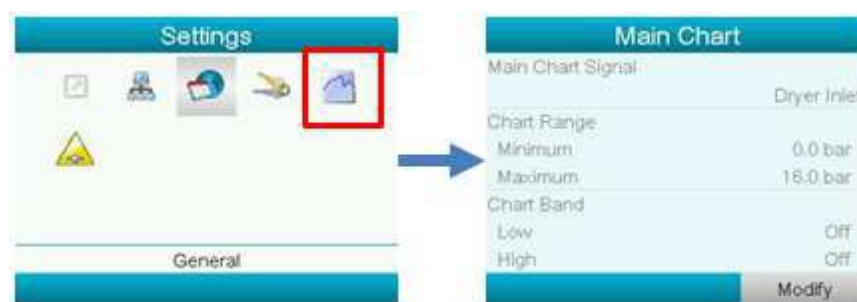 Settings
General
Main Chart
Main Chart Signal
Dryer Inlet
Chart Range
Minimum 0.0 bar
Maximum 16.0 bar
Chart Band
Low Off
High Off
Modify